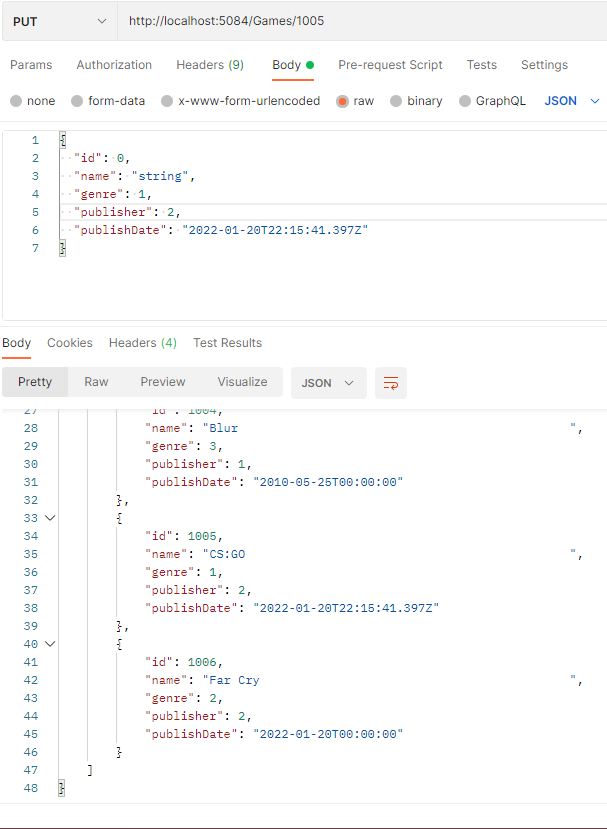 PUT http://localhost:5084/Games/1005
Params Authorization Headers (9) Body Pre-request Script Tests Settings
none form-data x-www-form-urlencoded raw binary GraphQL JSON
1 {
2 "id": 0,
3 "name": "string",
4 "genre": 1,
5 "publisher": 2,
6 "publishDate": "2022-01-20T22:15:41.397Z"
7 }
Body Cookies Headers (4) Test Results
Pretty Raw Preview Visualize JSON
27 "id": 1004,
28 "name": "Blur ",
29 "genre": 3,
30 "publisher": 1,
31 "publishDate": "2010-05-25T00:00:00"
32 },
33 {
34 "id": 1005,
35 "name": "CS:GO ",
36 "genre": 1,
37 "publisher": 2,
38 "publishDate": "2022-01-20T22:15:41.397Z"
39 },
40 {
41 "id": 1006,
42 "name": "Far Cry ",
43 "genre": 2,
44 "publisher": 2,
45 "publishDate": "2022-01-20T00:00:00"
46 }
47 ]
48 }